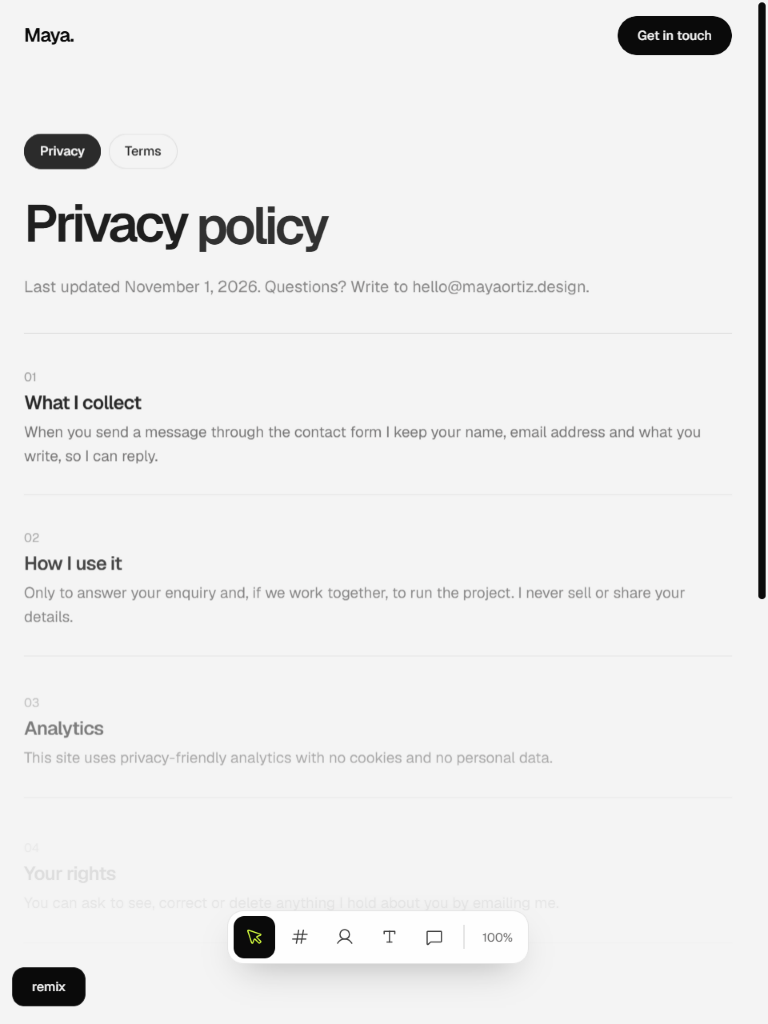 Maya.
Get in touch
Privacy
Terms
Privacy policy
Last updated November 1, 2026. Questions? Write to hello@mayaortiz.design.
01
What I collect
When you send a message through the contact form I keep your name, email address and what you
write, so I can reply.
02
How I use it
Only to answer your enquiry and, if we work together, to run the project. I never sell or share your
details.
03
Analytics
This site uses privacy-friendly analytics with no cookies and no personal data.
04
Your rights
You can ask to see, correct or delete anything I hold about you by emailing me.
100%
remix